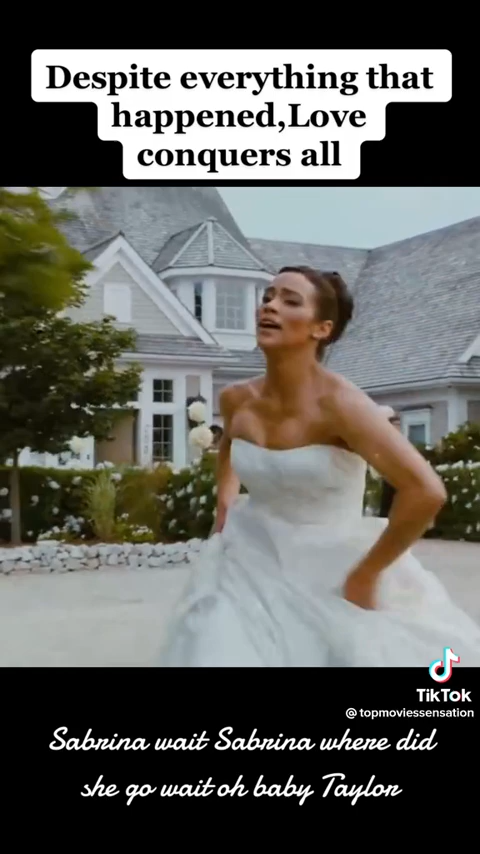 Despite everything that
happened,Love
conquers all
TikTok
@ topmoviessensation
Sabrina wait Sabrina where did
she go wait oh baby Taylor